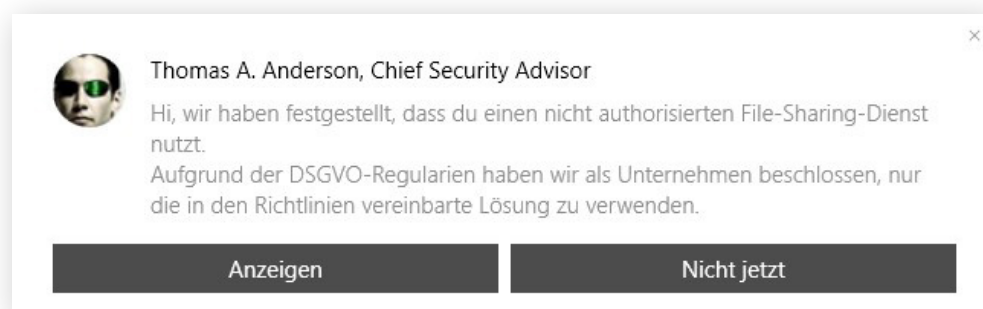 Thomas A. Anderson, Chief Security Advisor
Hi, wir haben festgestellt, dass du einen nicht authorisierten File-Sharing-Dienst
nutzt.
Aufgrund der DSGVO-Regularien haben wir als Unternehmen beschlossen, nur
die in den Richtlinien vereinbarte Lösung zu verwenden.
Anzeigen
Nicht jetzt